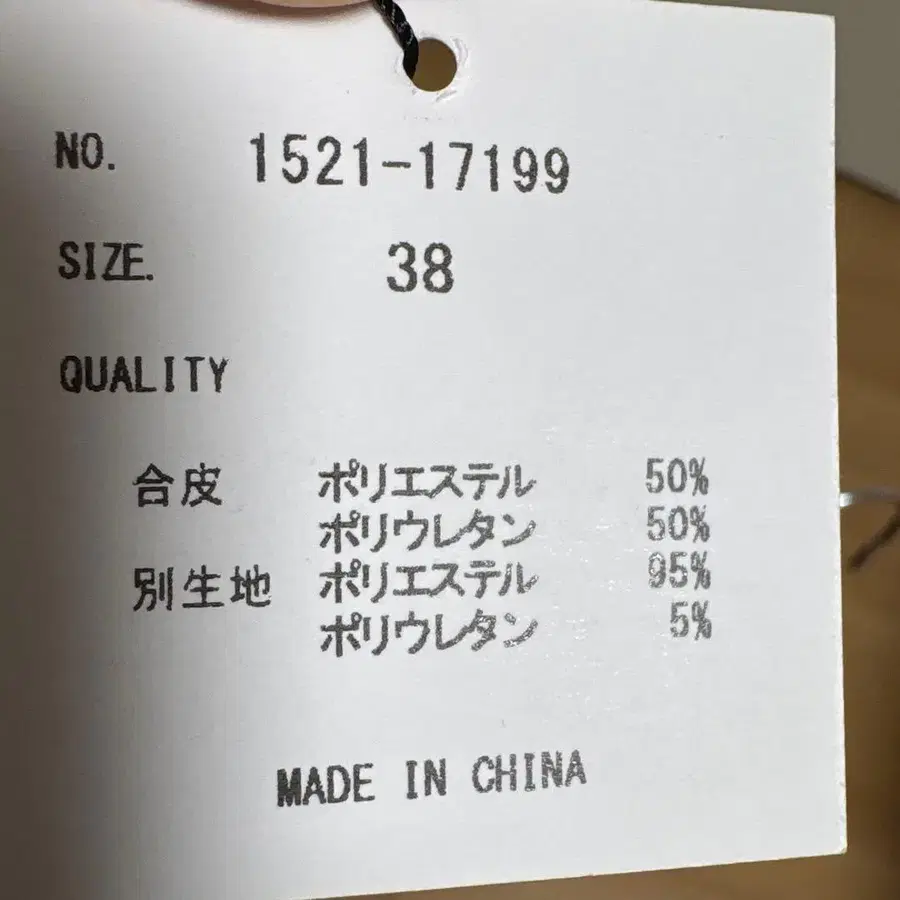 NO. 1521-17199
SIZE. 38
QUALITY
合皮 ポリエステル 50%
ポリウレタン 50%
別生地 ポリエステル 95%
ポリウレタン 5%
MADE IN CHINA